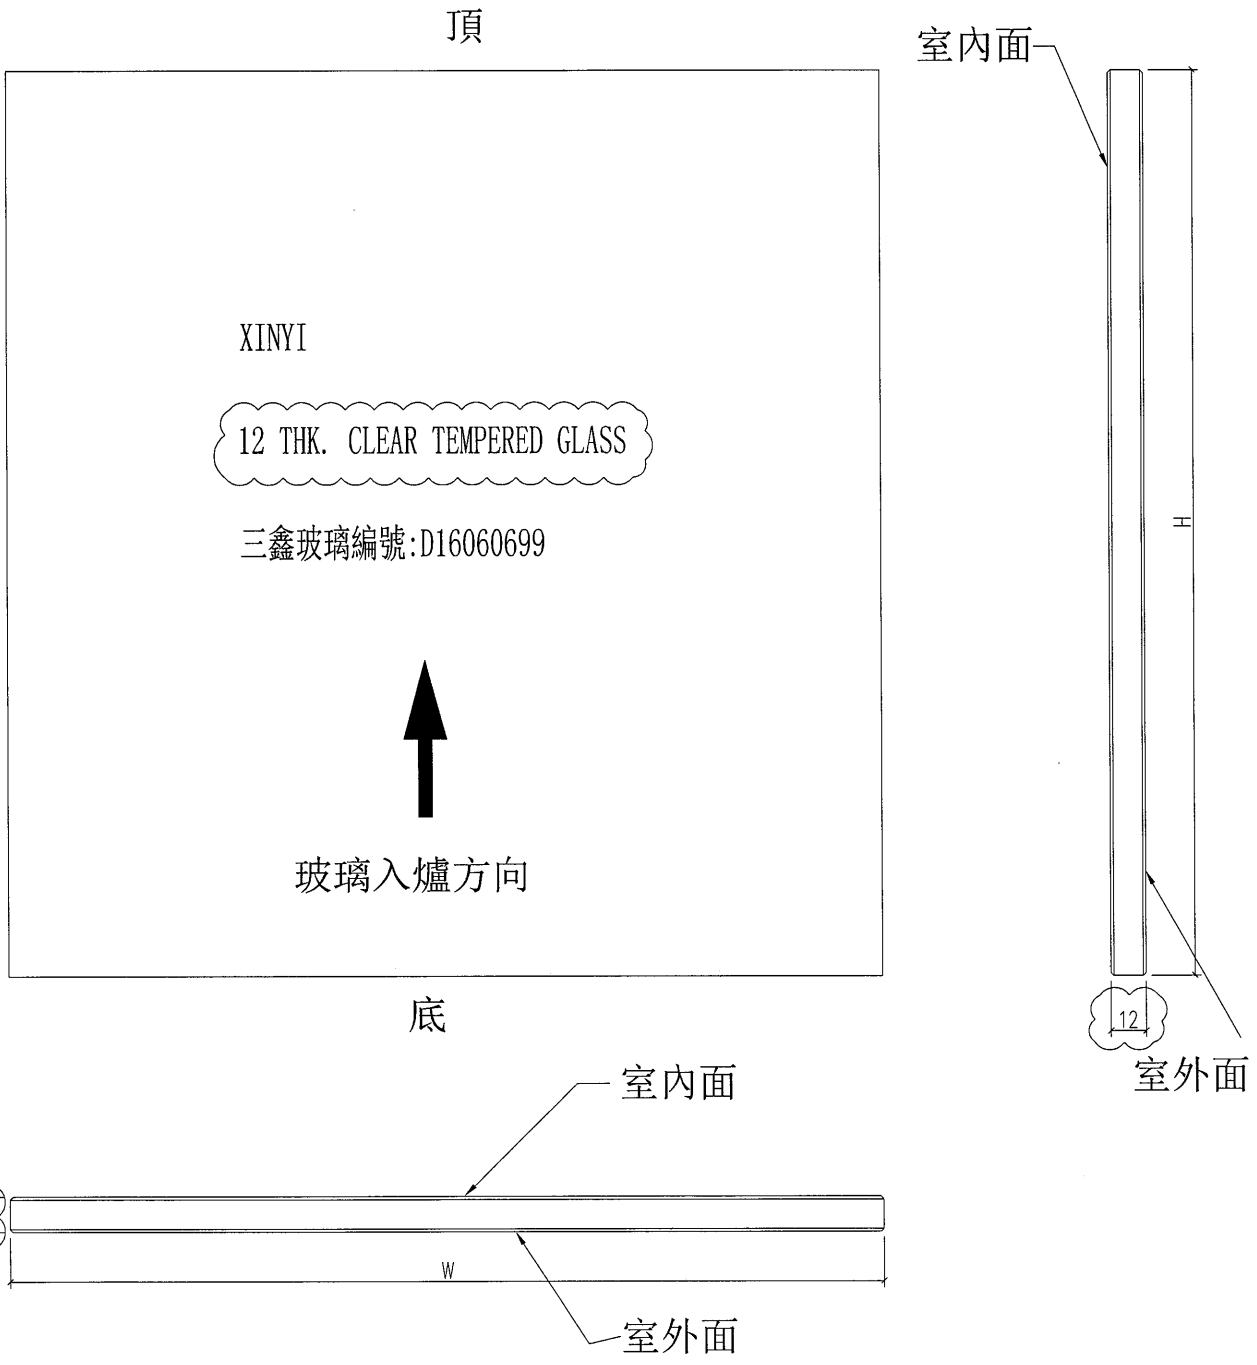 頂
室內面
XINYI
12 THK. CLEAR TEMPERED GLASS
三鑫玻璃編號:D16060699
H
玻璃入爐方向
底
12
室外面
室內面
W
室外面